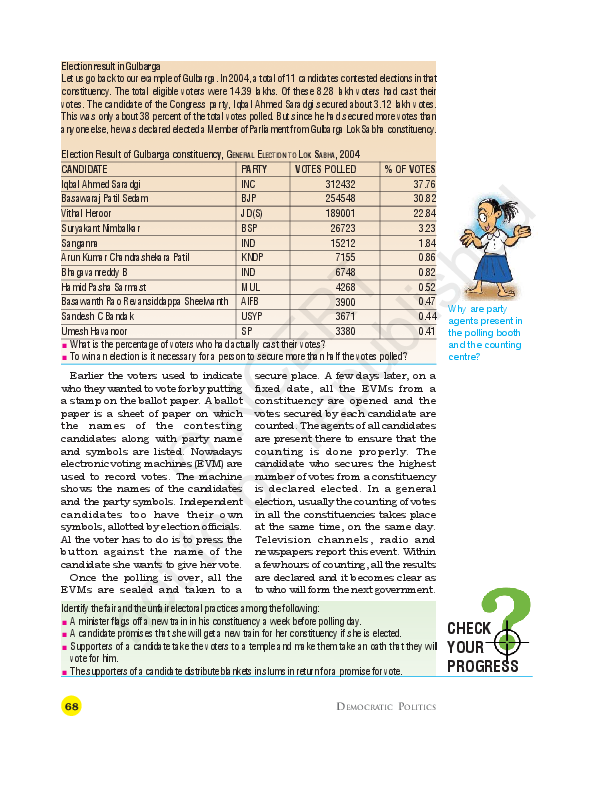 Election result in Gulbarga
Let us go back to our example of Gulbarga. In 2004, a total of 11 candidates contested elections in that
constituency. The total eligible voters were 14.39 lakhs. Of these 8.28 lakh voters had cast their
votes. The candidate of the Congress party, Iqbal Ahmed Saradgi secured about 3.12 lakh votes.
This was only about 38 percent of the total votes polled. But since he had secured more votes than
anyone else, he was declared elected a Member of Parliament from Gulbarga Lok Sabha constituency.
Election Result of Gulbarga constituency, GENERAL ELECTION TO LOK SABHA, 2004
CANDIDATE PARTY VOTES POLLED % OF VOTES
Iqbal Ahmed Saradgi INC 312432 37.76
Basawaraj Patil Sedam BJP 254548 30.82
Vithal Heroor JD(S) 189001 22.84
Suryakant Nimbalkar BSP 26723 3.23
Sanganna IND 15212 1.84
Arun Kumar Chandrashekara Patil KNDP 7155 0.86
Bhagavanreddy B IND 6748 0.82
Hamid Pasha Sarmast MUL 4268 0.52
Basawanth Rao Revansiddappa Sheelwanth AIFB 3900 0.47
Sandesh C Bandak USYP 3671 0.44
Umesh Havanoor SP 3380 0.41
■ What is the percentage of voters who had actually cast their votes?
■ To win an election is it necessary for a person to secure more than half the votes polled?
Why are party
agents present in
the polling booth
and the counting
centre?
Earlier the voters used to indicate
who they wanted to vote for by putting
a stamp on the ballot paper. A ballot
paper is a sheet of paper on which
the names of the contesting
candidates along with party name
and symbols are listed. Nowadays
electronic voting machines (EVM) are
used to record votes. The machine
shows the names of the candidates
and the party symbols. Independent
candidates too have their own
symbols, allotted by election officials.
All the voter has to do is to press the
button against the name of the
candidate she wants to give her vote.
Once the polling is over, all the
EVMs are sealed and taken to a
secure place. A few days later, on a
fixed date, all the EVMs from a
constituency are opened and the
votes secured by each candidate are
counted. The agents of all candidates
are present there to ensure that the
counting is done properly. The
candidate who secures the highest
number of votes from a constituency
is declared elected. In a general
election, usually the counting of votes
in all the constituencies takes place
at the same time, on the same day.
Television channels, radio and
newspapers report this event. Within
a few hours of counting, all the results
are declared and it becomes clear as
to who will form the next government.
Identify the fair and the unfair electoral practices among the following:
■ A minister flags off a new train in his constituency a week before polling day.
■ A candidate promises that she will get a new train for her constituency if she is elected.
■ Supporters of a candidate take the voters to a temple and make them take an oath that they will
vote for him.
■ The supporters of a candidate distribute blankets in slums in return for a promise for vote.
CHECK
YOUR
PROGRESS
?
68
DEMOCRATIC POLITICS